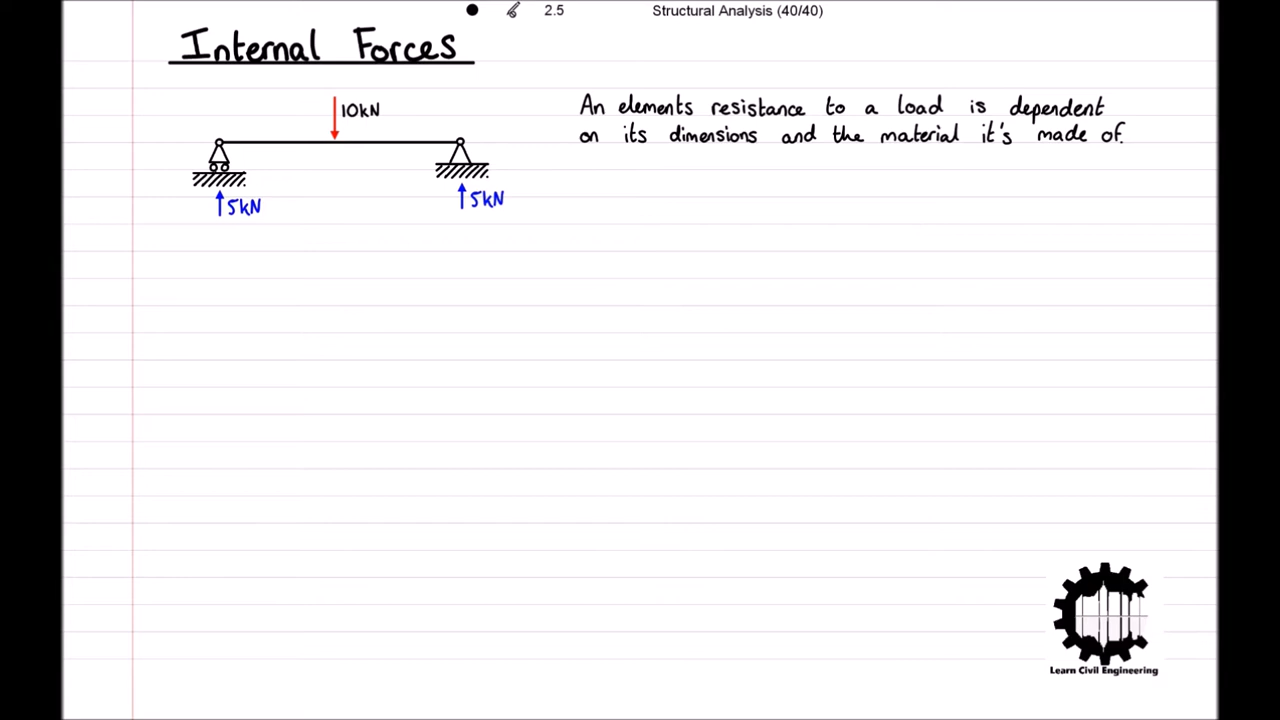 2.5
Structural Analysis (40/40)
Internal Forces
10kN
An elements resistance to a load is dependent
on its dimensions and the material it's made of.
5kN
5kN
Learn Civil Engineering